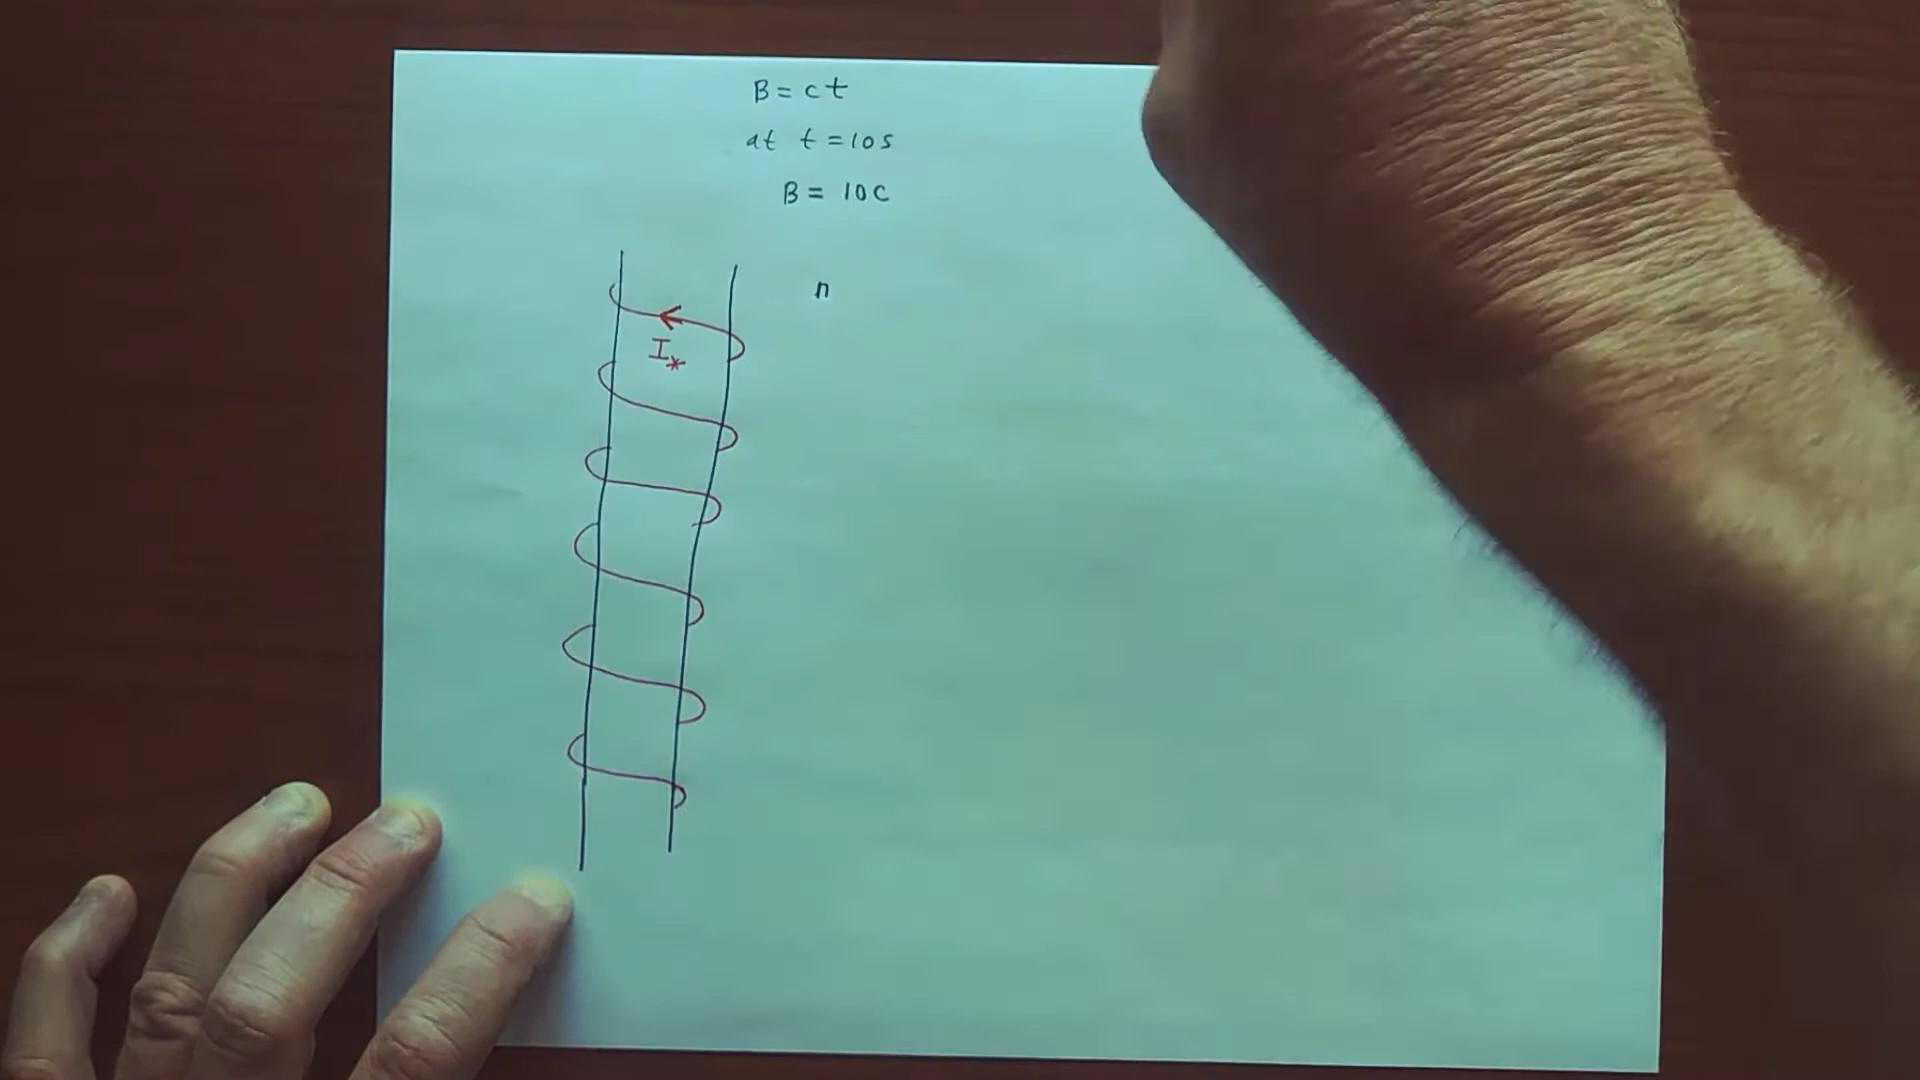 B = ct
at t = 10s
B = 10c
n
I*